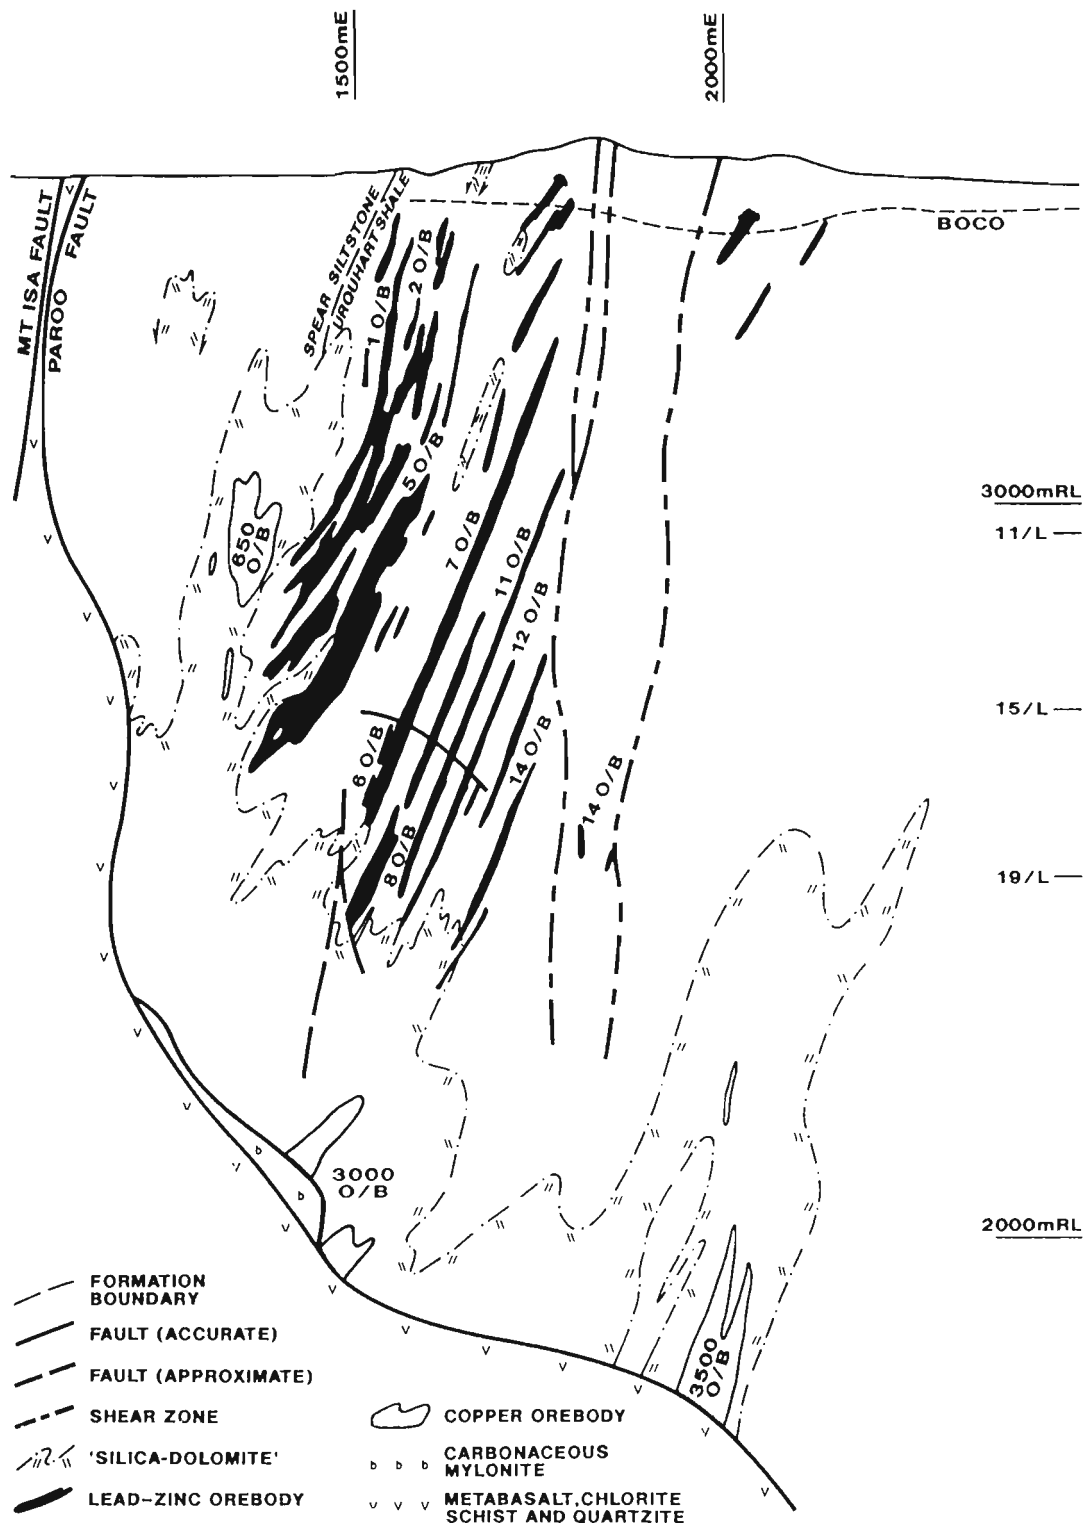 1500mE
2000mE
MT ISA FAULT
PAROO FAULT
SPEAR SILTSTONE
URQUHART SHALE
BOCO
1 O/B
2 O/B
5 O/B
3000mRL
11/L
650
O/B
7 O/B
11 O/B
12 O/B
15/L
6 O/B
14 O/B
14 O/B
8 O/B
19/L
3000
O/B
2000mRL
3500
O/B
FORMATION
BOUNDARY
FAULT (ACCURATE)
FAULT (APPROXIMATE)
SHEAR ZONE
'SILICA-DOLOMITE'
LEAD-ZINC OREBODY
COPPER OREBODY
CARBONACEOUS
MYLONITE
METABASALT, CHLORITE
SCHIST AND QUARTZITE